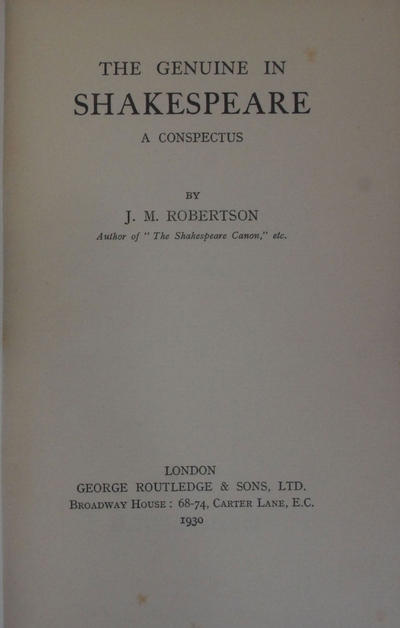 THE GENUINE IN
SHAKESPEARE
A CONSPECTUS
BY
J. M. ROBERTSON
Author of " The Shakespeare Canon," etc.
LONDON
GEORGE ROUTLEDGE & SONS, LTD.
BROADWAY HOUSE : 68-74, CARTER LANE, E.C.
1930